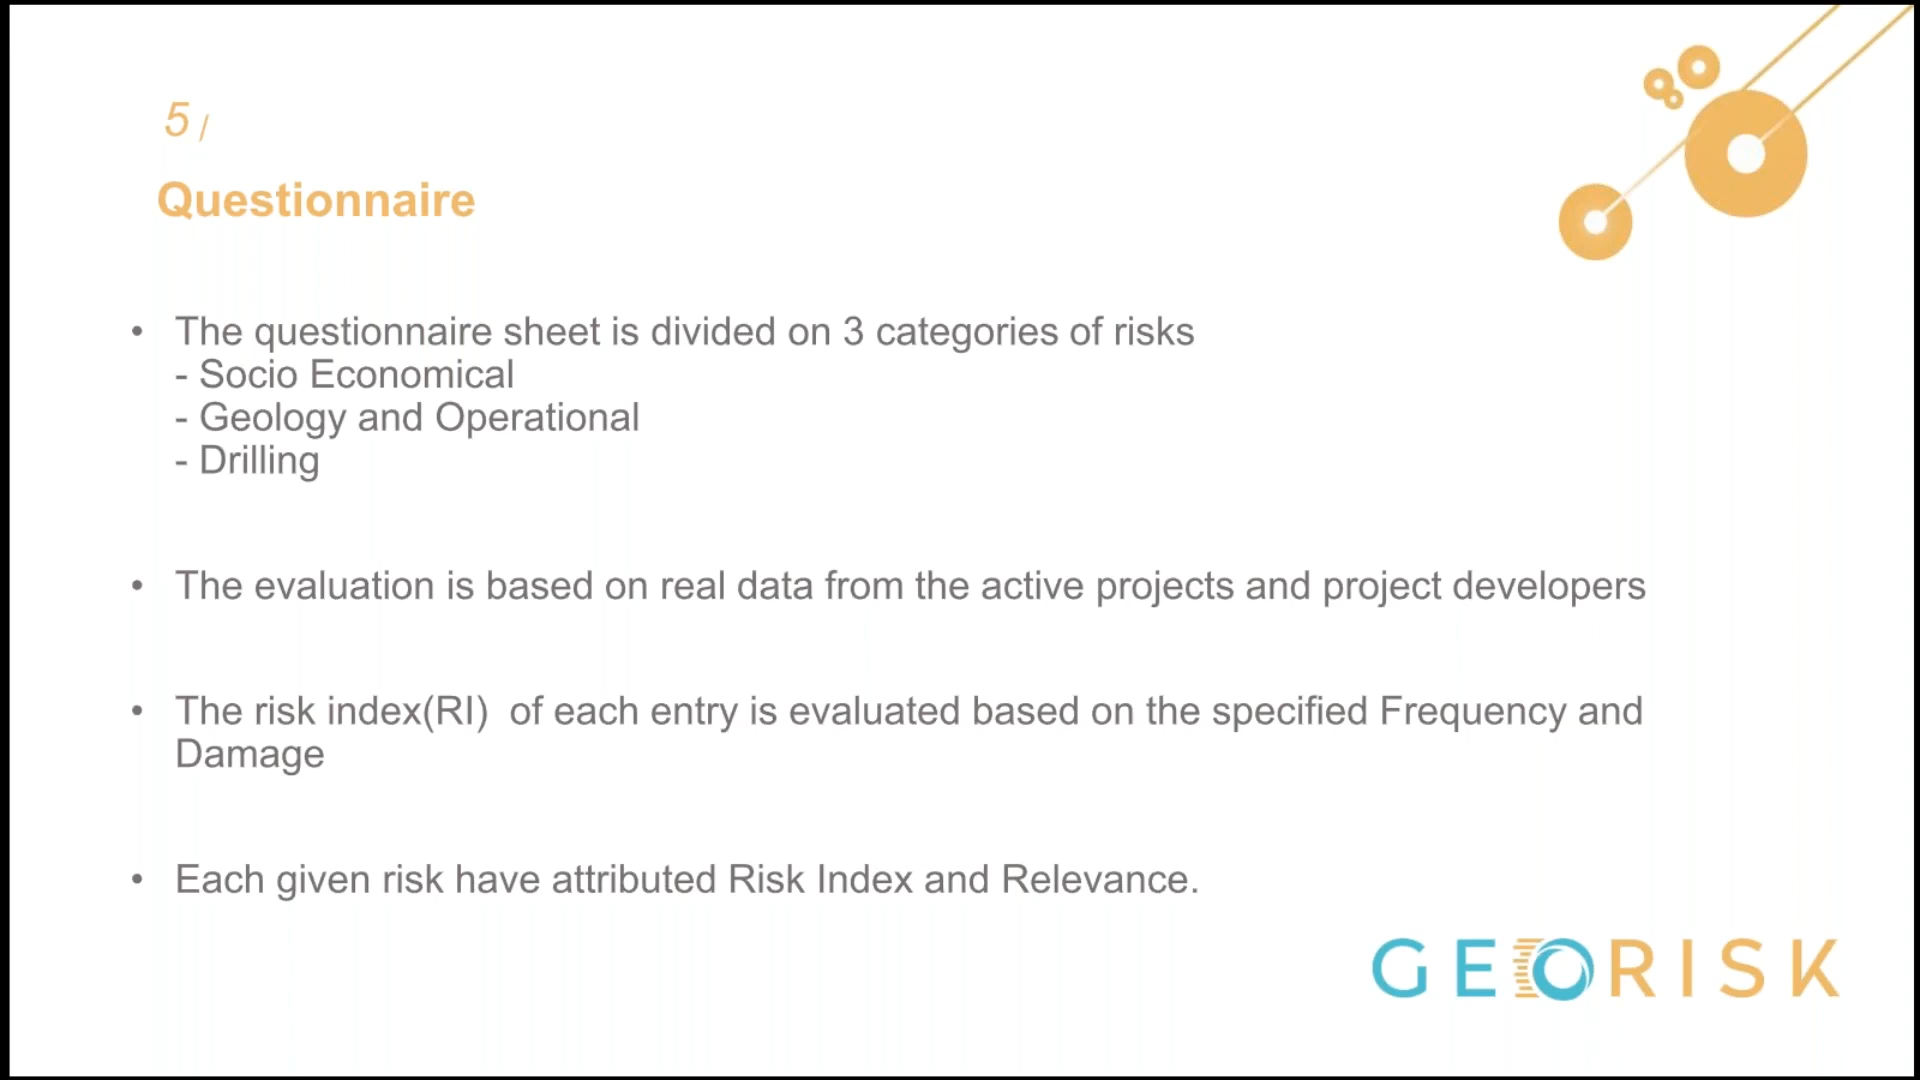 5 /
Questionnaire
• The questionnaire sheet is divided on 3 categories of risks
- Socio Economical
- Geology and Operational
- Drilling
• The evaluation is based on real data from the active projects and project developers
• The risk index(RI)  of each entry is evaluated based on the specified Frequency and
Damage
• Each given risk have attributed Risk Index and Relevance.
GEORISK